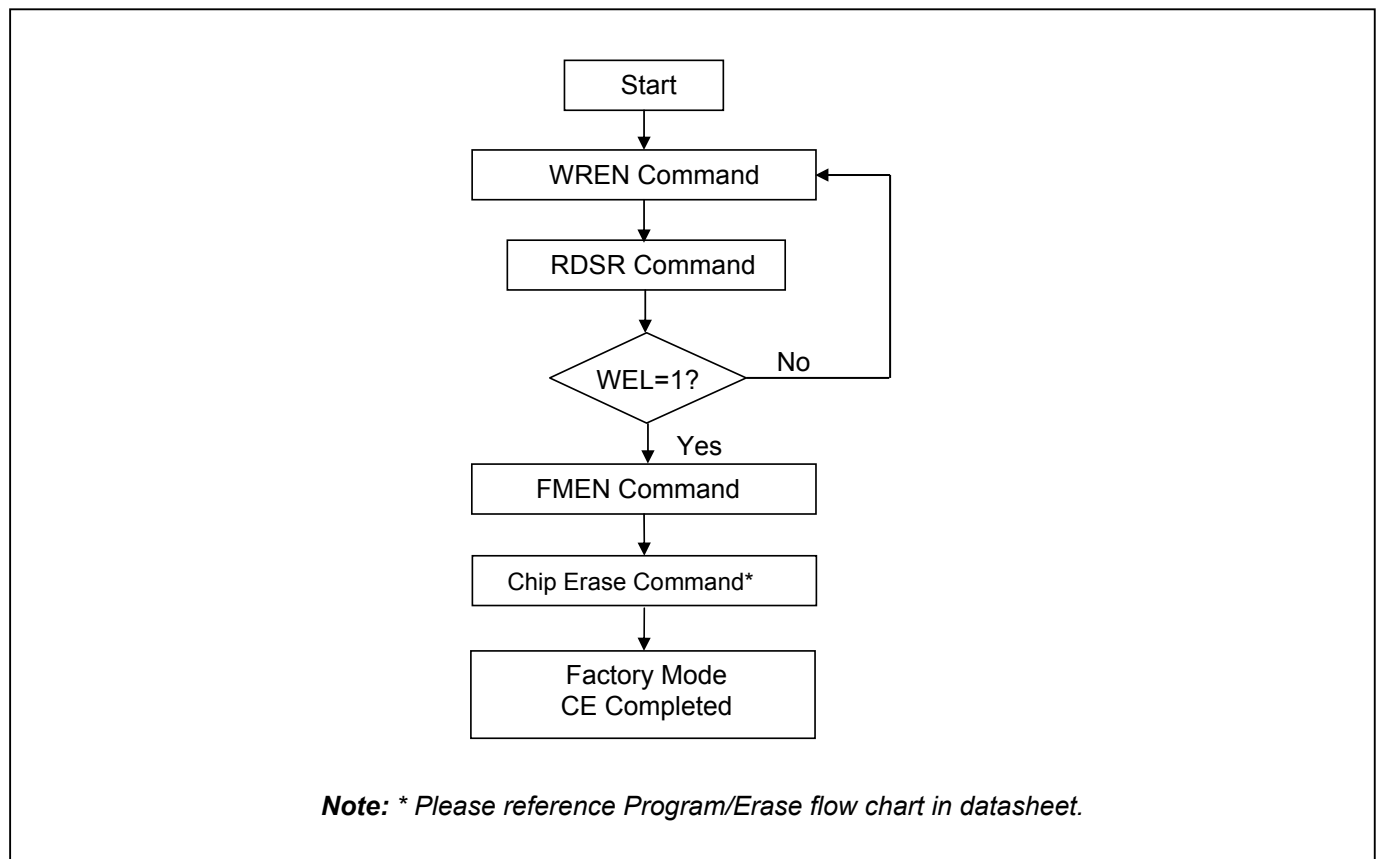 Start
WREN Command
RDSR Command
WEL=1?
No
Yes
FMEN Command
Chip Erase Command*
Factory Mode
CE Completed
Note: * Please reference Program/Erase flow chart in datasheet.